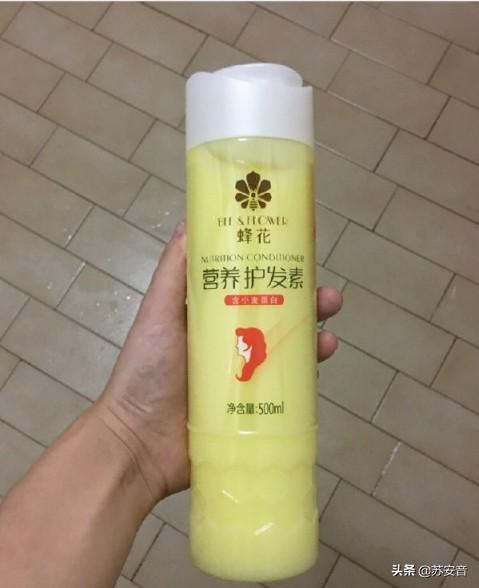 BEE & FLOWER
蜂花
NUTRITION CONDITIONER
营养护发素
含小麦蛋白
净含量:500ml
头条 @苏安音